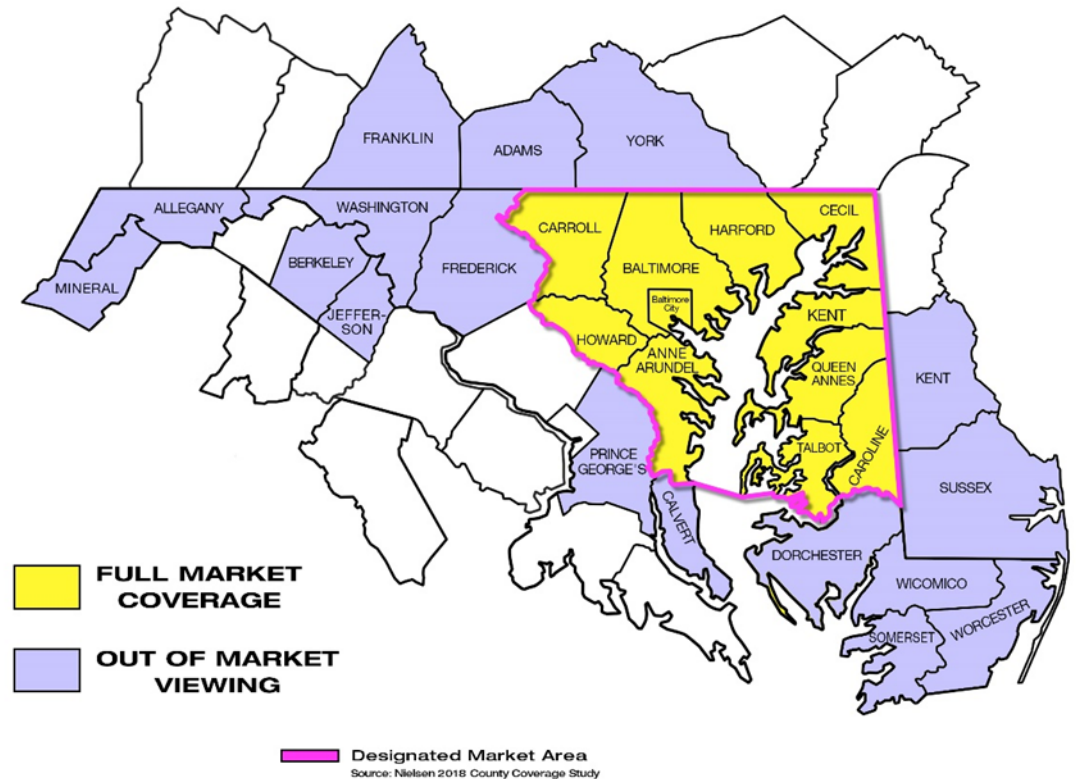 FRANKLIN
ADAMS
YORK
ALLEGANY
WASHINGTON
CARROLL
HARFORD
CECIL
MINERAL
BERKELEY
FREDERICK
BALTIMORE
Baltimore
City
JEFFER-
SON
HOWARD
ANNE
ARUNDEL
KENT
QUEEN
ANNES
KENT
TALBOT
CAROLINE
PRINCE
GEORGE'S
CALVERT
SUSSEX
DORCHESTER
WICOMICO
SOMERSET
WORCESTER
FULL MARKET
COVERAGE
OUT OF MARKET
VIEWING
Designated Market Area
Source: Nielsen 2018 County Coverage Study